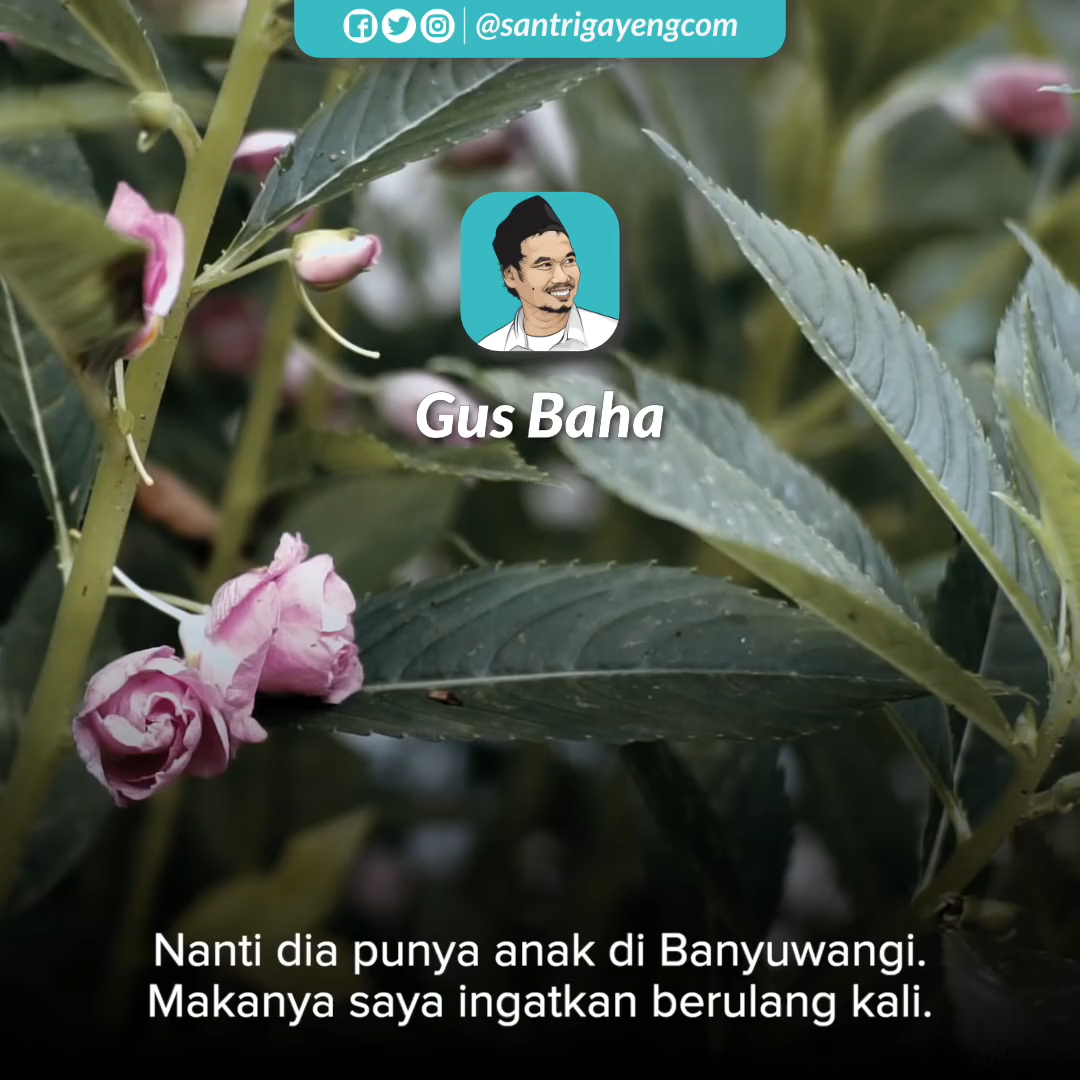 @santrigayengcom
Gus Baha
Nanti dia punya anak di Banyuwangi.
Makanya saya ingatkan berulang kali.